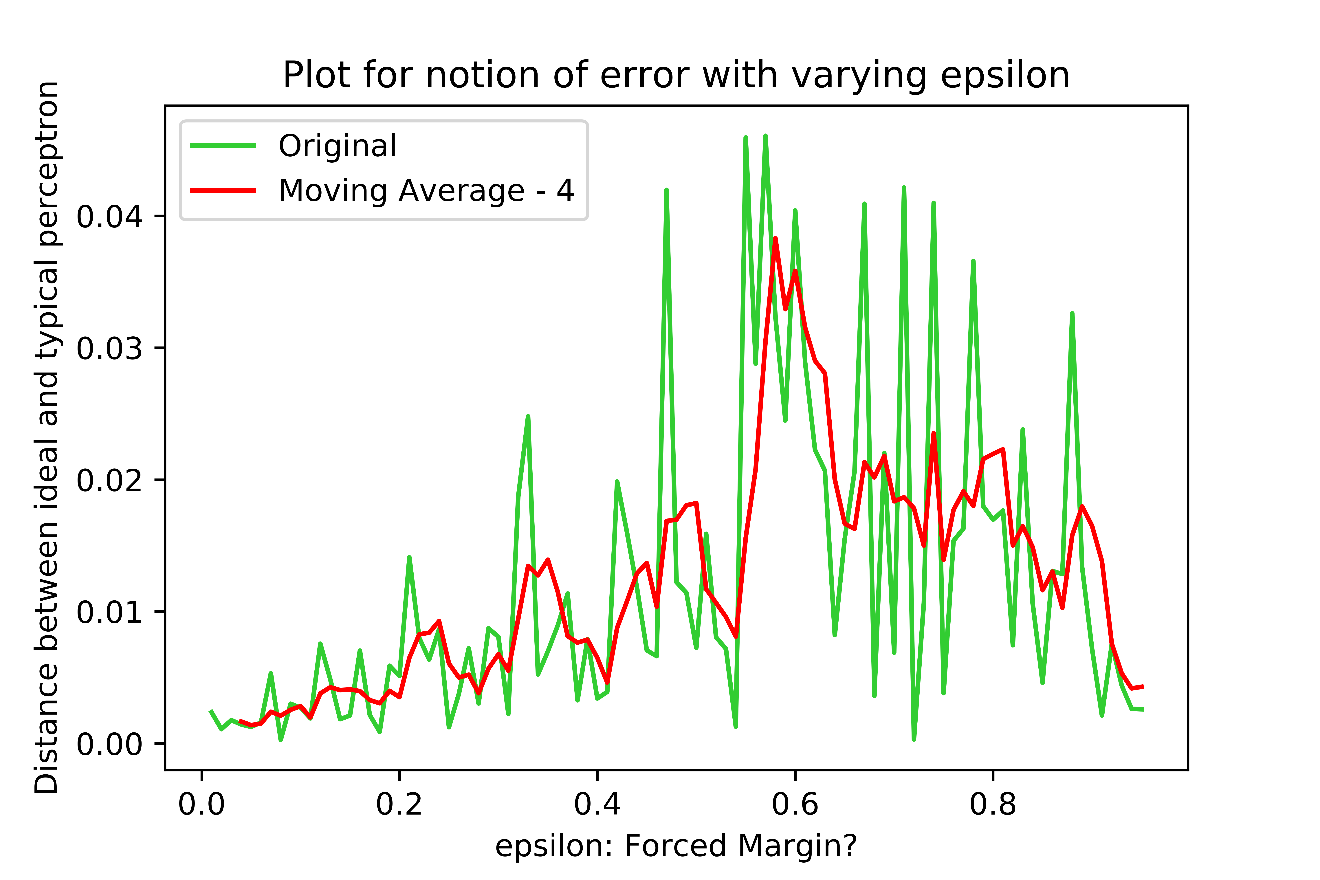 Plot for notion of error with varying epsilon
Original
Moving Average - 4
Distance between ideal and typical perceptron
0.04
0.03
0.02
0.01
0.00
0.0 0.2 0.4 0.6 0.8
epsilon: Forced Margin?